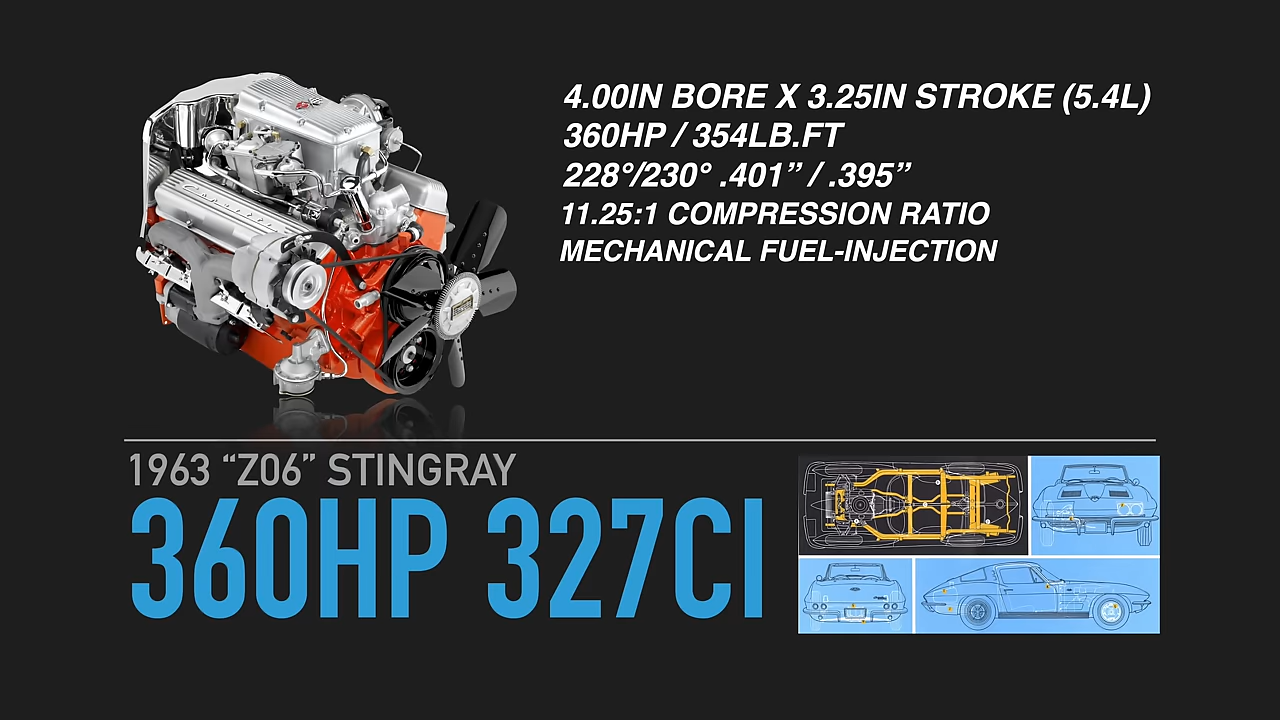 4.00IN BORE X 3.25IN STROKE (5.4L)
360HP / 354LB.FT
228°/230° .401” / .395”
11.25:1 COMPRESSION RATIO
MECHANICAL FUEL-INJECTION
1963 “Z06” STINGRAY
360HP 327CI